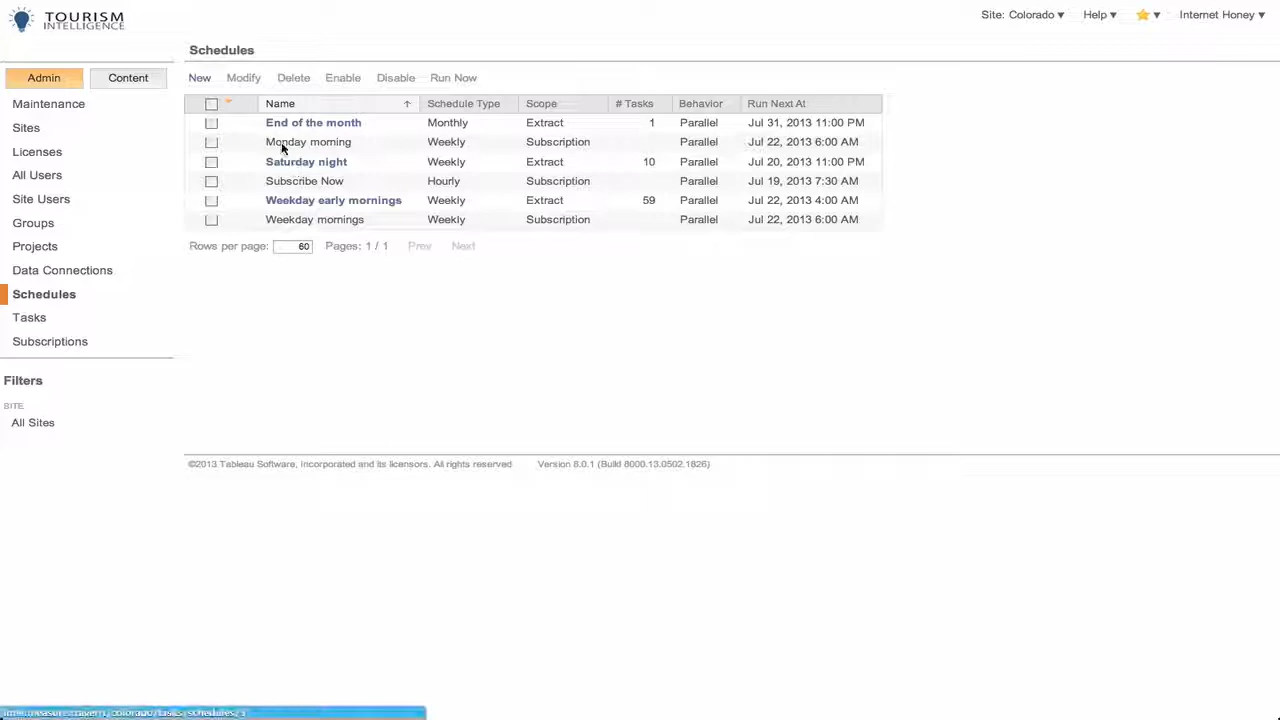 TOURISM
INTELLIGENCE
Site: Colorado ▾ Help ▾ ▾ Internet Honey ▾
Schedules
Admin Content
New Modify Delete Enable Disable Run Now
Maintenance
Sites
Licenses
All Users
Site Users
Groups
Projects
Data Connections
Schedules
Tasks
Subscriptions
Filters
SITE
All Sites
Name Schedule Type Scope # Tasks Behavior Run Next At
End of the month Monthly Extract 1 Parallel Jul 31, 2013 11:00 PM
Monday morning Weekly Subscription Parallel Jul 22, 2013 6:00 AM
Saturday night Weekly Extract 10 Parallel Jul 20, 2013 11:00 PM
Subscribe Now Hourly Subscription Parallel Jul 19, 2013 7:30 AM
Weekday early mornings Weekly Extract 59 Parallel Jul 22, 2013 4:00 AM
Weekday mornings Weekly Subscription Parallel Jul 22, 2013 6:00 AM
Rows per page: 60 Pages: 1 / 1 Prev Next
©2013 Tableau Software, Incorporated and its licensors. All rights reserved Version 8.0.1 (Build 8000.13.0502.1826)